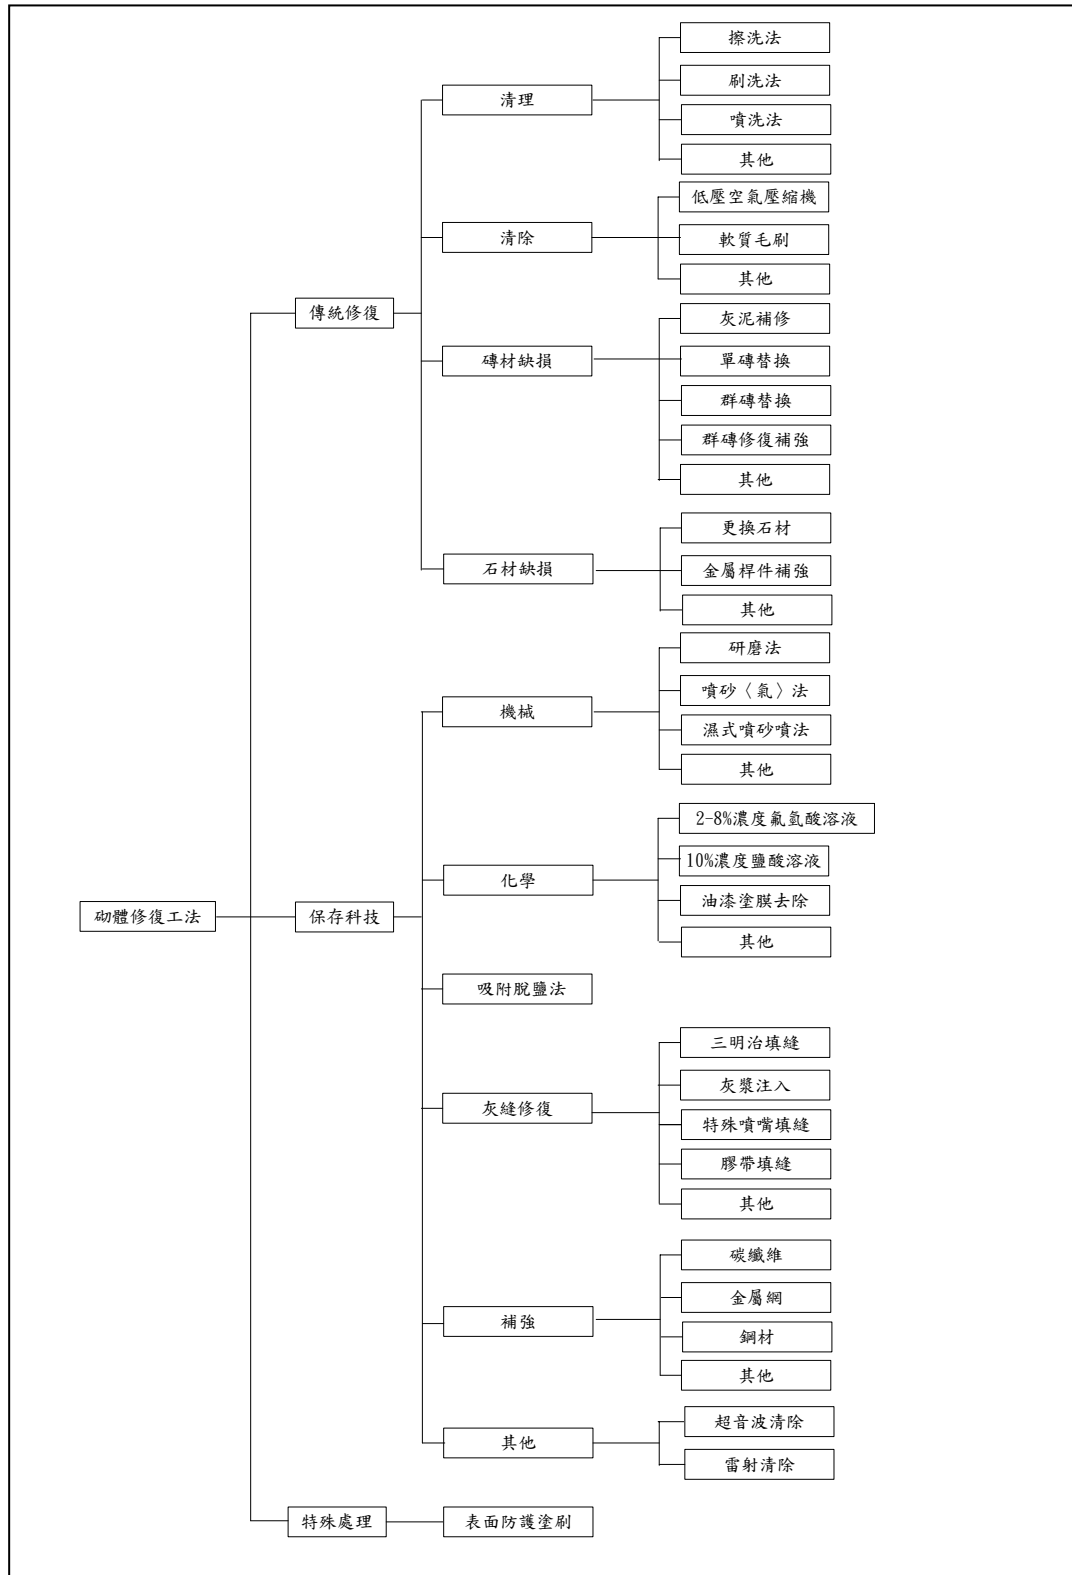 砌體修復工法
傳統修復
清理
擦洗法
刷洗法
噴洗法
其他
清除
低壓空氣壓縮機
軟質毛刷
其他
磚材缺損
灰泥補修
單磚替換
群磚替換
群磚修復補強
其他
石材缺損
更換石材
金屬桿件補強
其他
保存科技
機械
研磨法
噴砂〈氣〉法
濕式噴砂噴法
其他
化學
2-8%濃度氟氫酸溶液
10%濃度鹽酸溶液
油漆塗膜去除
其他
吸附脫鹽法
灰縫修復
三明治填縫
灰漿注入
特殊噴嘴填縫
膠帶填縫
其他
補強
碳纖維
金屬網
鋼材
其他
其他
超音波清除
雷射清除
特殊處理
表面防護塗刷